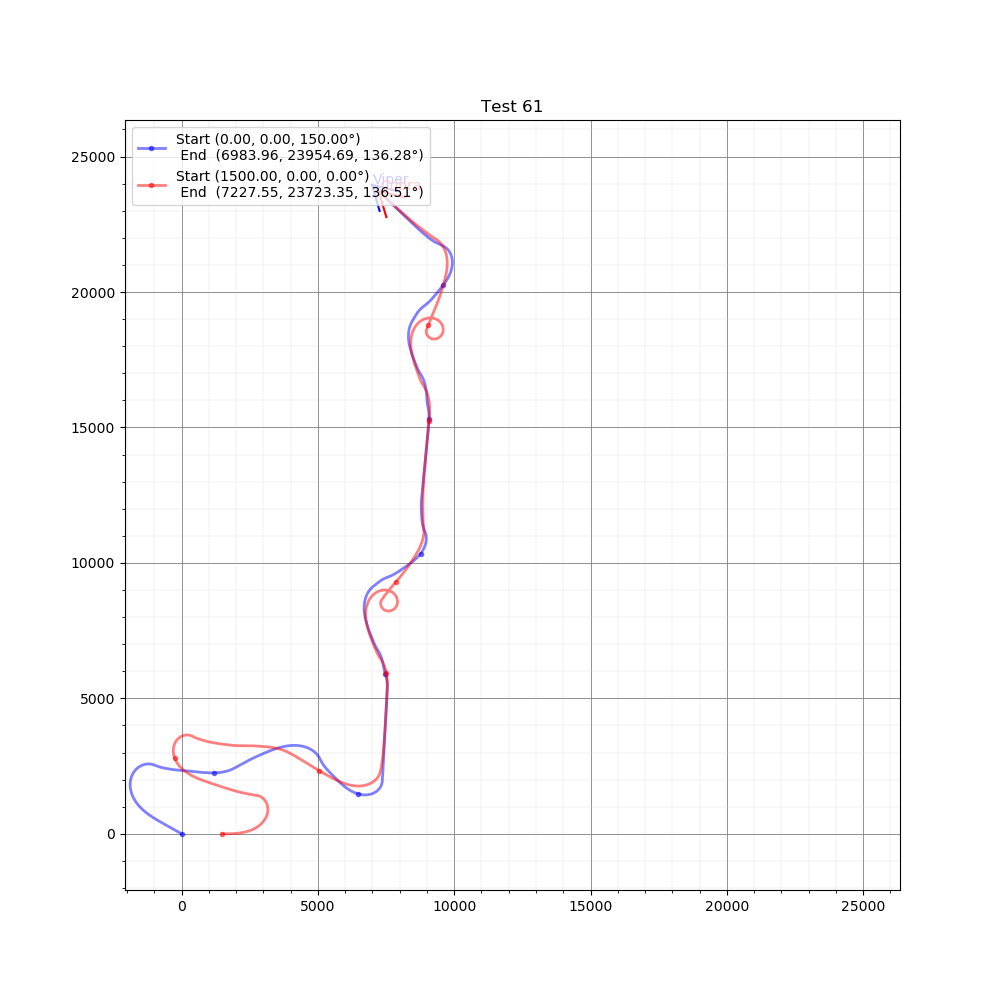 Test 61
Start (0.00, 0.00, 150.00°)
End  (6983.96, 23954.69, 136.28°)
Start (1500.00, 0.00, 0.00°)
End  (7227.55, 23723.35, 136.51°)
Viper
25000
20000
15000
10000
5000
0
0 5000 10000 15000 20000 25000